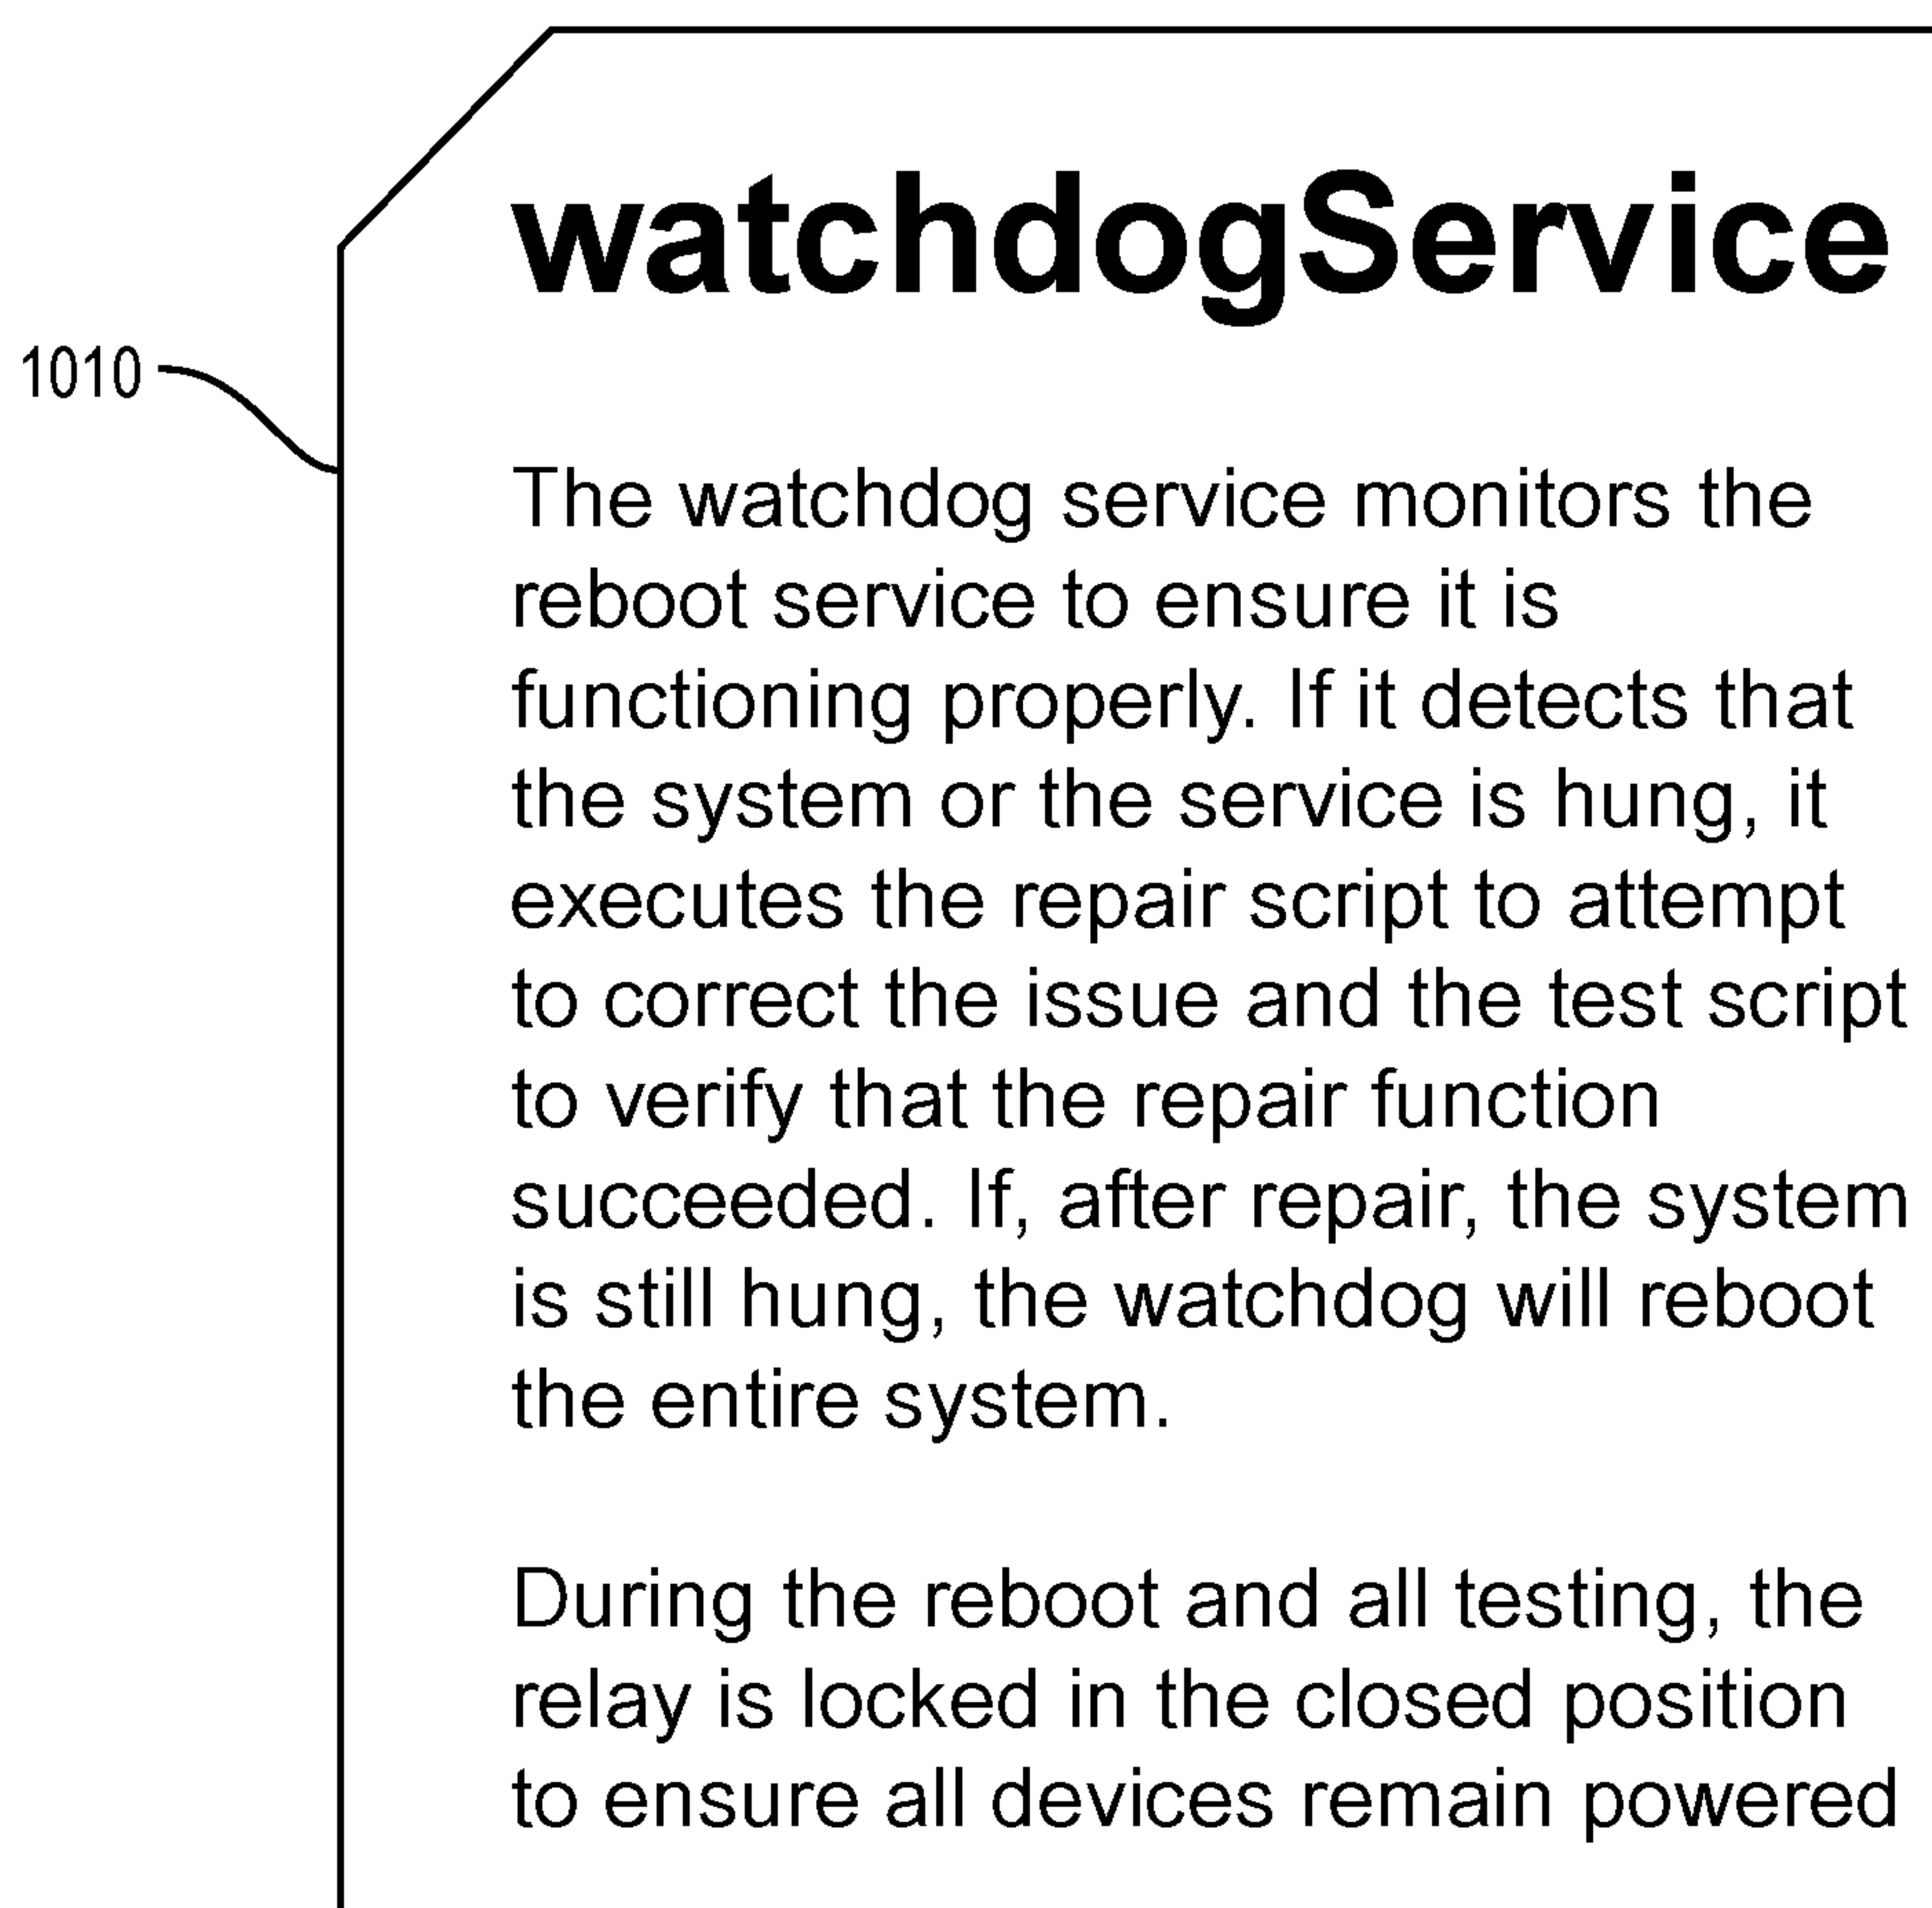 watchdogService
1010
The watchdog service monitors the
reboot service to ensure it is
functioning properly. If it detects that
the system or the service is hung, it
executes the repair script to attempt
to correct the issue and the test script
to verify that the repair function
succeeded. If, after repair, the system
is still hung, the watchdog will reboot
the entire system.
During the reboot and all testing, the
relay is locked in the closed position
to ensure all devices remain powered